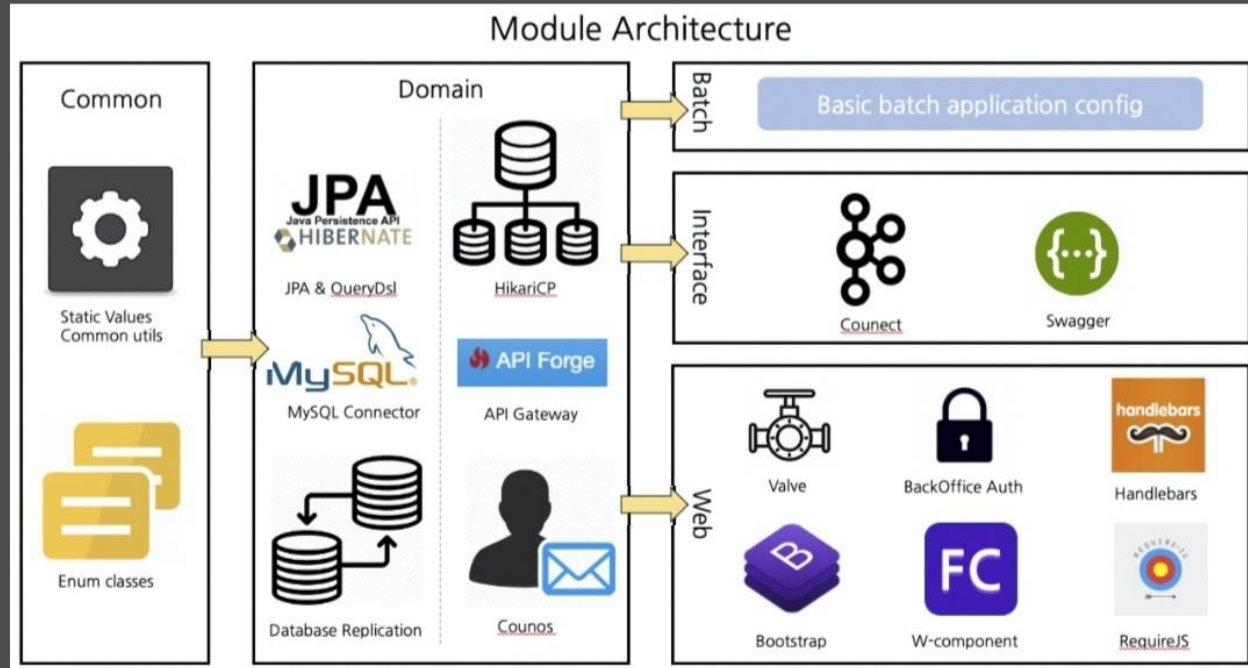 Module Architecture
Common
Static Values
Common utils
Enum classes
Domain
JPA
Java Persistence API
HIBERNATE
JPA & QueryDsl
HikariCP
MySQL®
MySQL Connector
API Forge
API Gateway
Database Replication
Counos
Batch
Basic batch application config
Interface
Counect
{···}
Swagger
Web
Valve
BackOffice Auth
handlebars
Handlebars
B
Bootstrap
FC
W-component
REQUIRE·JS
RequireJS